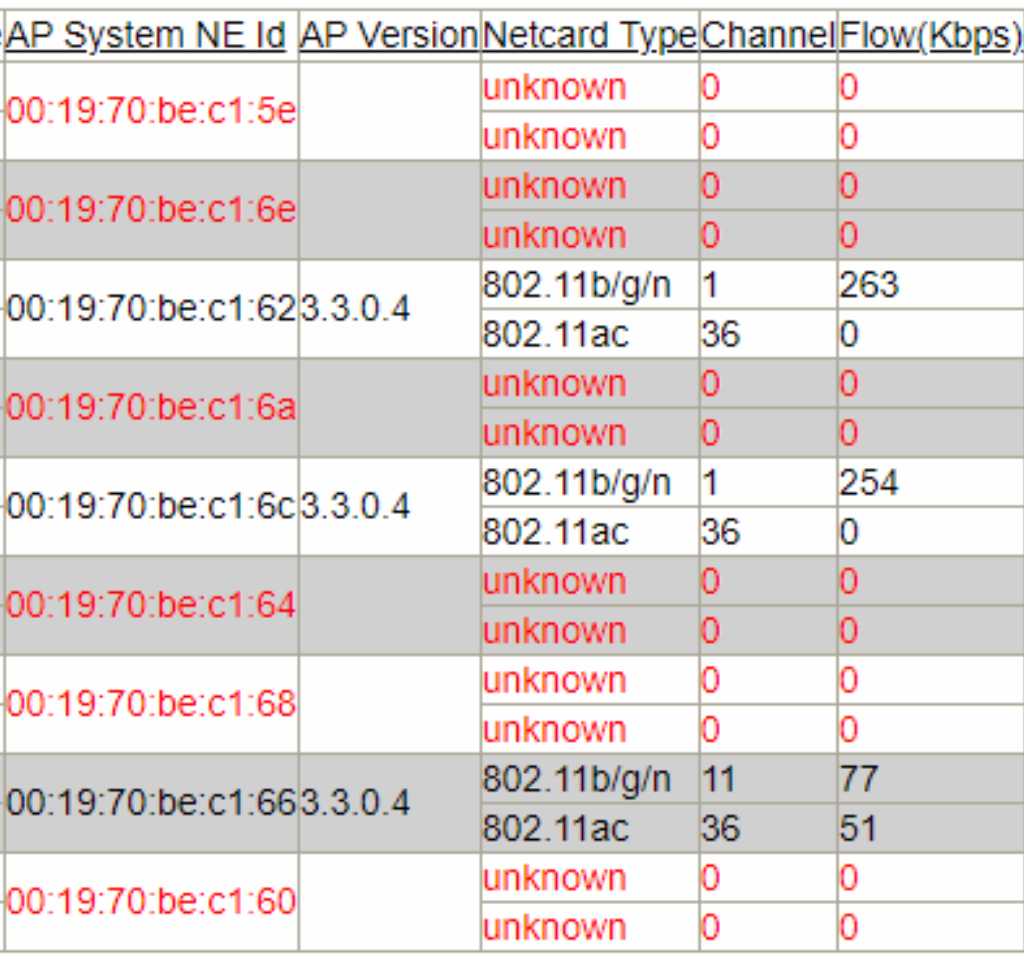 AP System NE Id AP Version Netcard Type Channel Flow(Kbps)
00:19:70:be:c1:5e unknown 0 0
unknown 0 0
00:19:70:be:c1:6e unknown 0 0
unknown 0 0
00:19:70:be:c1:62 3.3.0.4 802.11b/g/n 1 263
802.11ac 36 0
00:19:70:be:c1:6a unknown 0 0
unknown 0 0
00:19:70:be:c1:6c 3.3.0.4 802.11b/g/n 1 254
802.11ac 36 0
00:19:70:be:c1:64 unknown 0 0
unknown 0 0
00:19:70:be:c1:68 unknown 0 0
unknown 0 0
00:19:70:be:c1:66 3.3.0.4 802.11b/g/n 11 77
802.11ac 36 51
00:19:70:be:c1:60 unknown 0 0
unknown 0 0